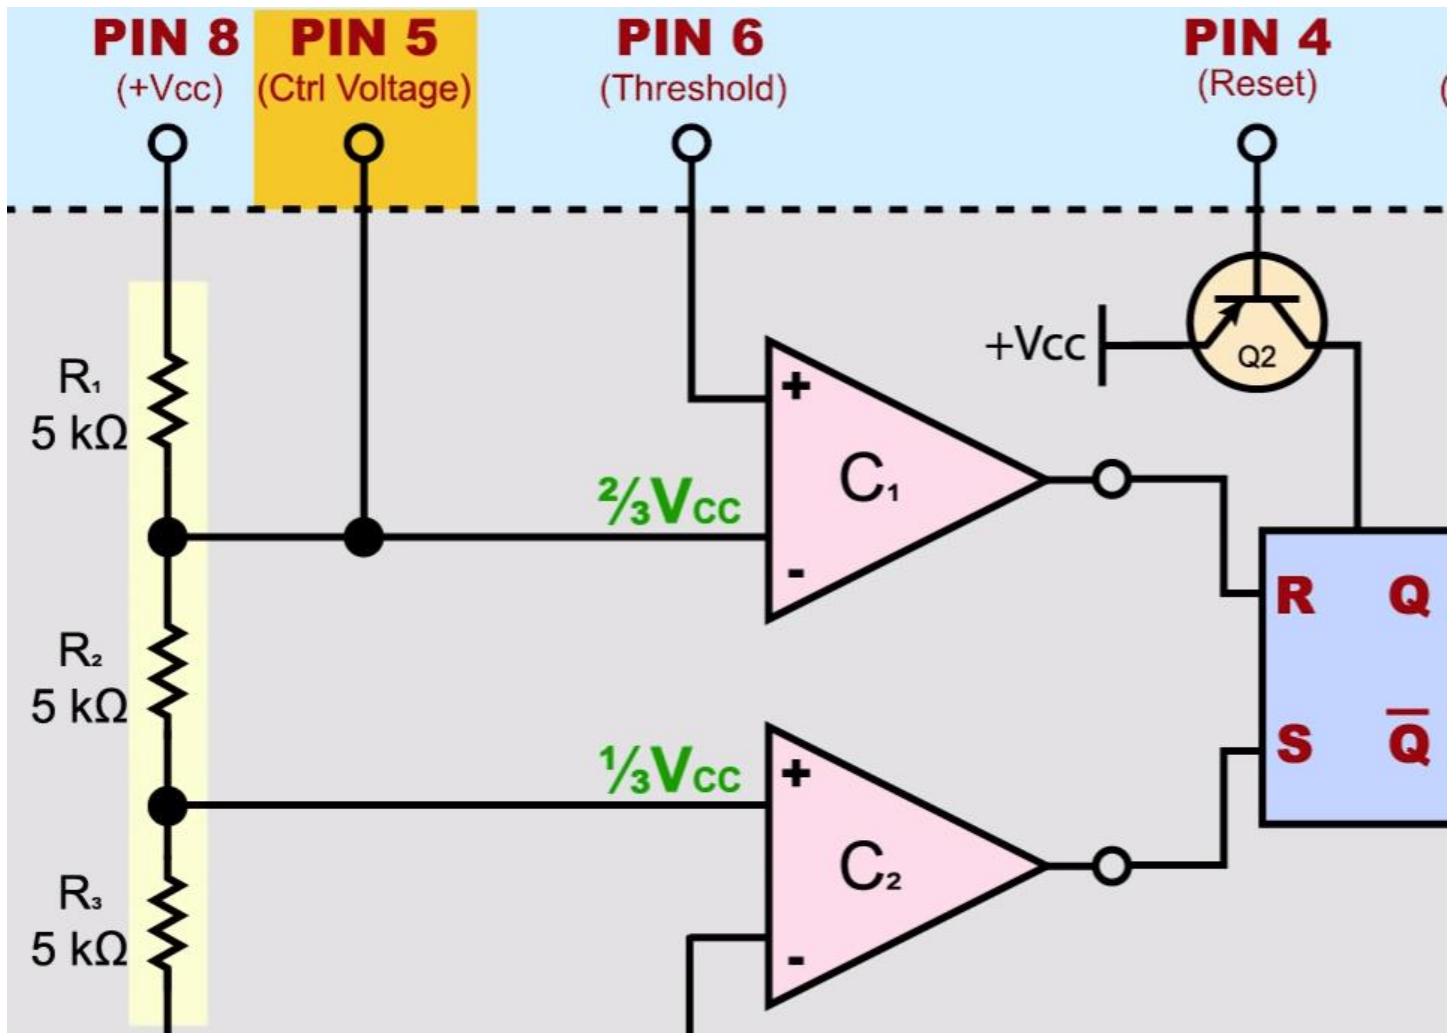 PIN 8
(+Vcc)
PIN 5
(Ctrl Voltage)
PIN 6
(Threshold)
PIN 4
(Reset)
(
R₁
5 kΩ
+Vcc
Q2
+
C₁
-
⅔Vcc
R Q
R₂
5 kΩ
S Q̅
⅓Vcc
+
C₂
-
R₃
5 kΩ